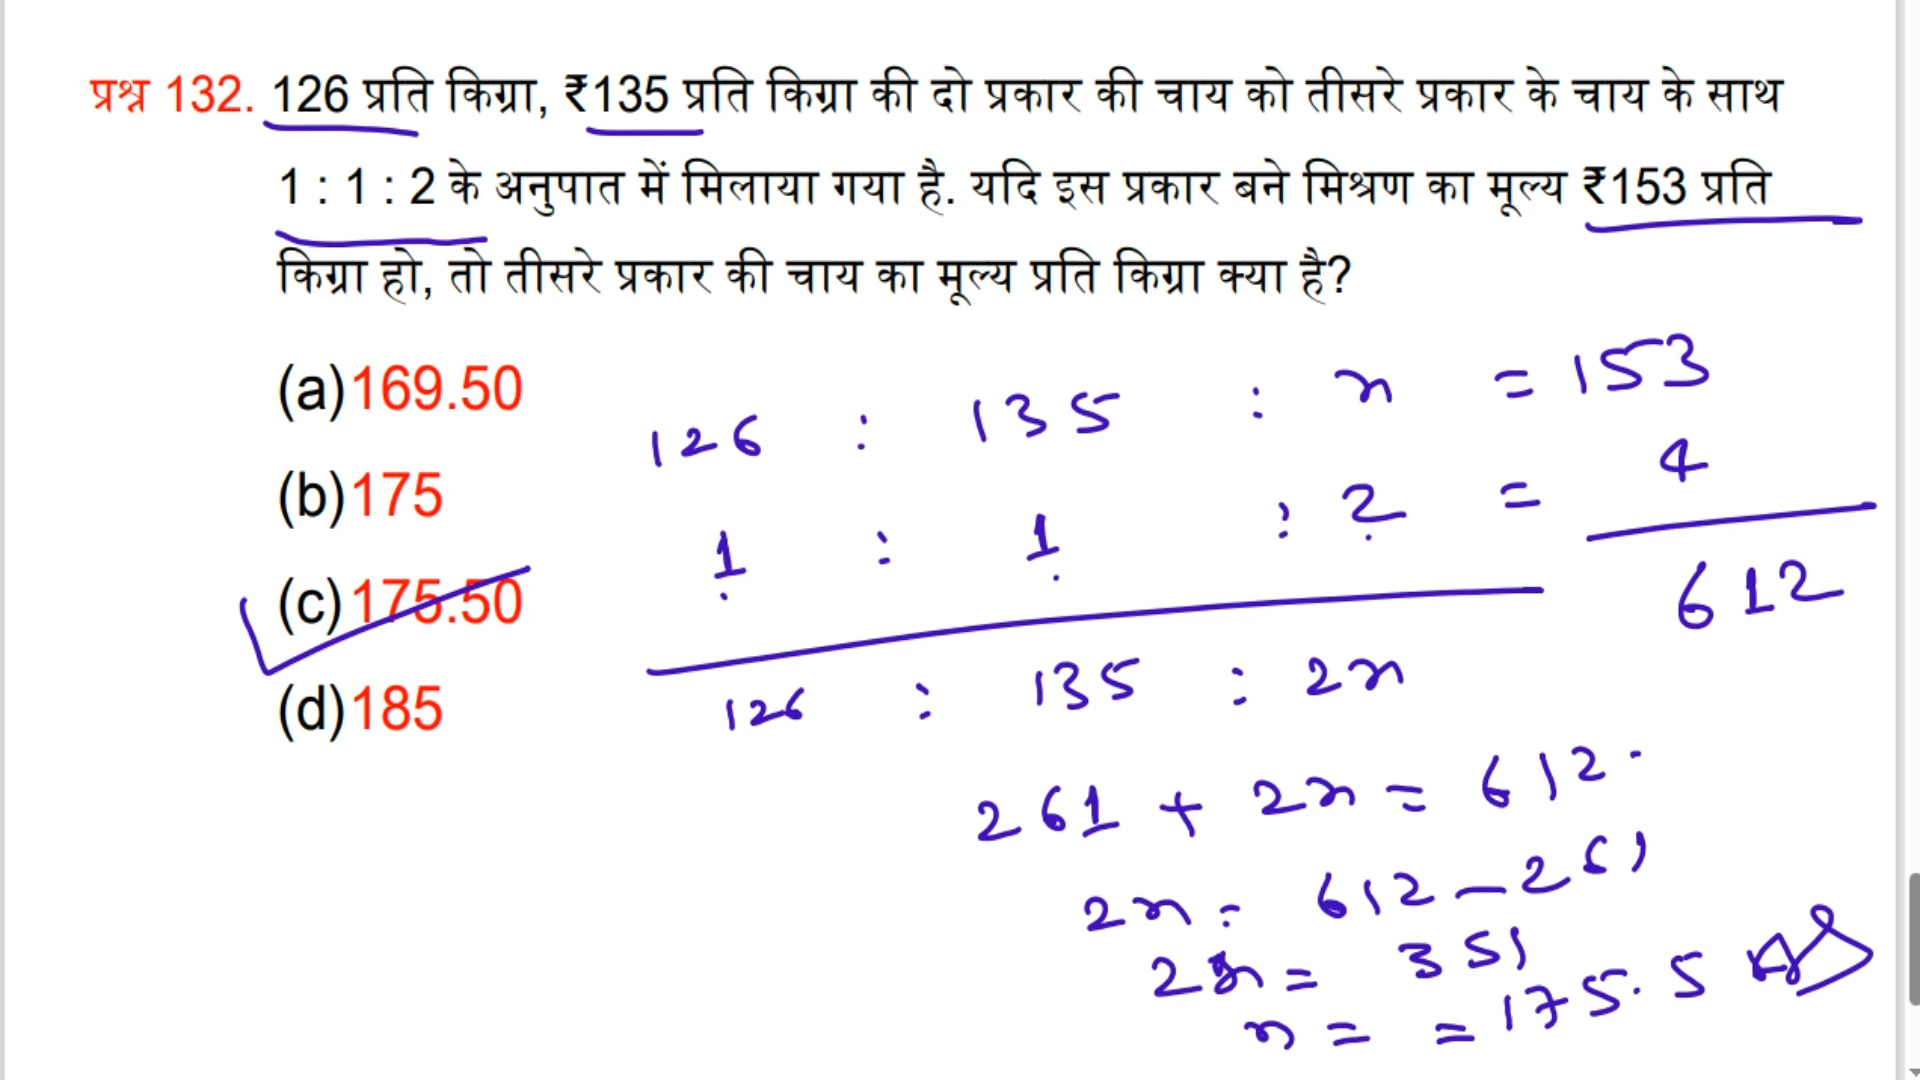 प्रश्न 132. 126 प्रति किग्रा, ₹135 प्रति किग्रा की दो प्रकार की चाय को तीसरे प्रकार के चाय के साथ
1 : 1 : 2 के अनुपात में मिलाया गया है. यदि इस प्रकार बने मिश्रण का मूल्य ₹153 प्रति
किग्रा हो, तो तीसरे प्रकार की चाय का मूल्य प्रति किग्रा क्या है?
(a)169.50
(b)175
(c)175.50
(d)185
126 : 135 : x = 153
1 : 1 : 2 = 4
612
126 : 135 : 2x
261 + 2x = 612
2x = 612 - 261
2x = 351
x = = 175.5